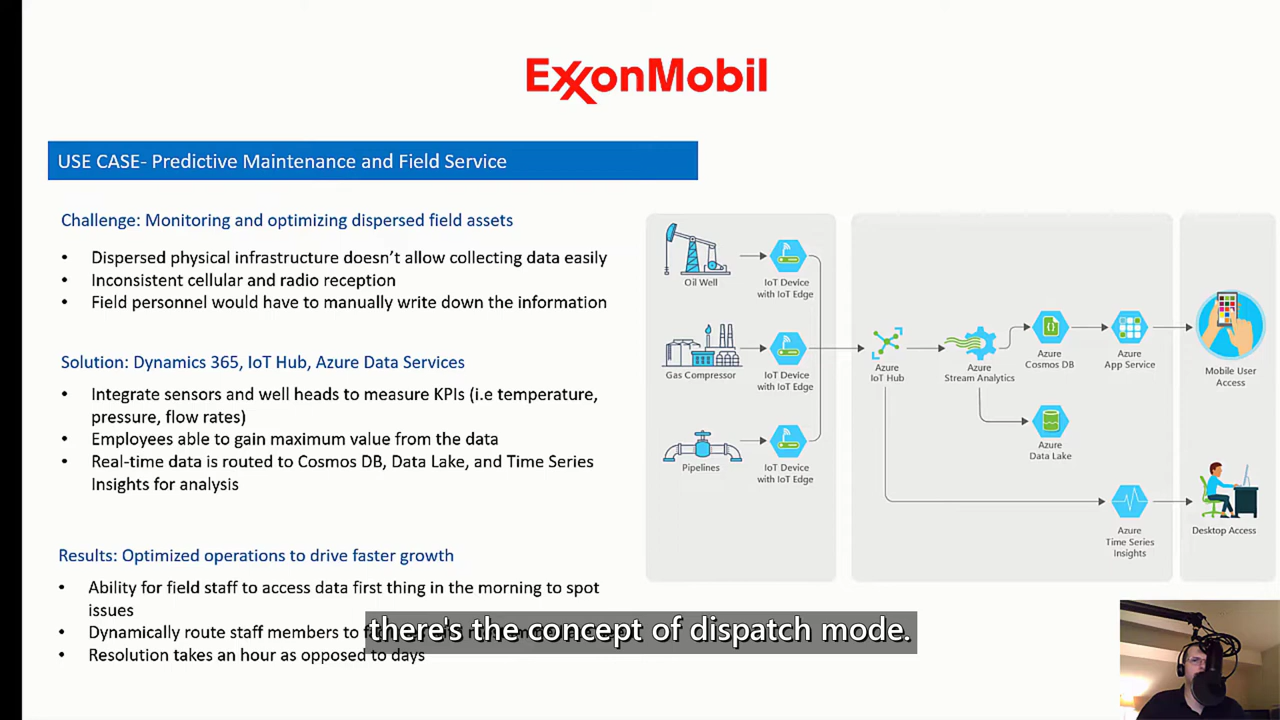 ExxonMobil
USE CASE- Predictive Maintenance and Field Service
Challenge: Monitoring and optimizing dispersed field assets
• Dispersed physical infrastructure doesn't allow collecting data easily
• Inconsistent cellular and radio reception
• Field personnel would have to manually write down the information
Solution: Dynamics 365, IoT Hub, Azure Data Services
• Integrate sensors and well heads to measure KPIs (i.e temperature,
pressure, flow rates)
• Employees able to gain maximum value from the data
• Real-time data is routed to Cosmos DB, Data Lake, and Time Series
Insights for analysis
Results: Optimized operations to drive faster growth
• Ability for field staff to access data first thing in the morning to spot
issues
• Dynamically route staff members to
• Resolution takes an hour as opposed to days
there's the concept of dispatch mode.
Oil Well
IoT Device
with IoT Edge
Gas Compressor
IoT Device
with IoT Edge
Pipelines
IoT Device
with IoT Edge
Azure
IoT Hub
Azure
Stream Analytics
Azure
Cosmos DB
Azure
App Service
Azure
Data Lake
Azure
Time Series
Insights
Mobile User
Access
Desktop Access